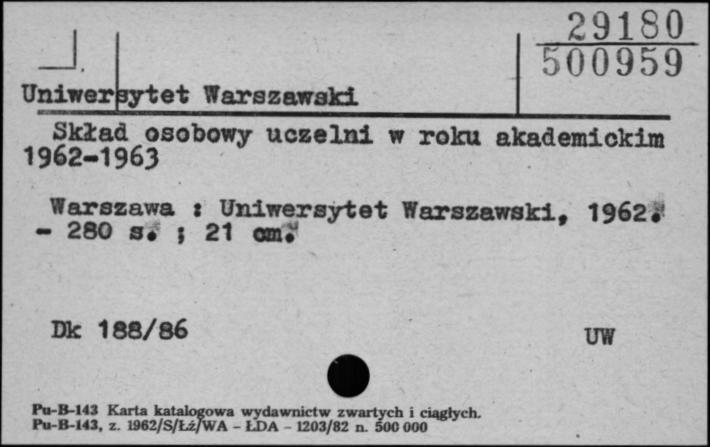 29180
500959
Uniwersytet Warszawski
Skład osobowy uczelni w roku akademickim
1962-1963
Warszawa : Uniwersytet Warszawski, 1962.
- 280 s. ; 21 cm.
Dk 188/86
UW
Pu-B-143 Karta katalogowa wydawnictw zwartych i ciągłych.
Pu-B-143, z. 1962/S/Łź/WA - ŁDA - 1203/82 n. 500 000